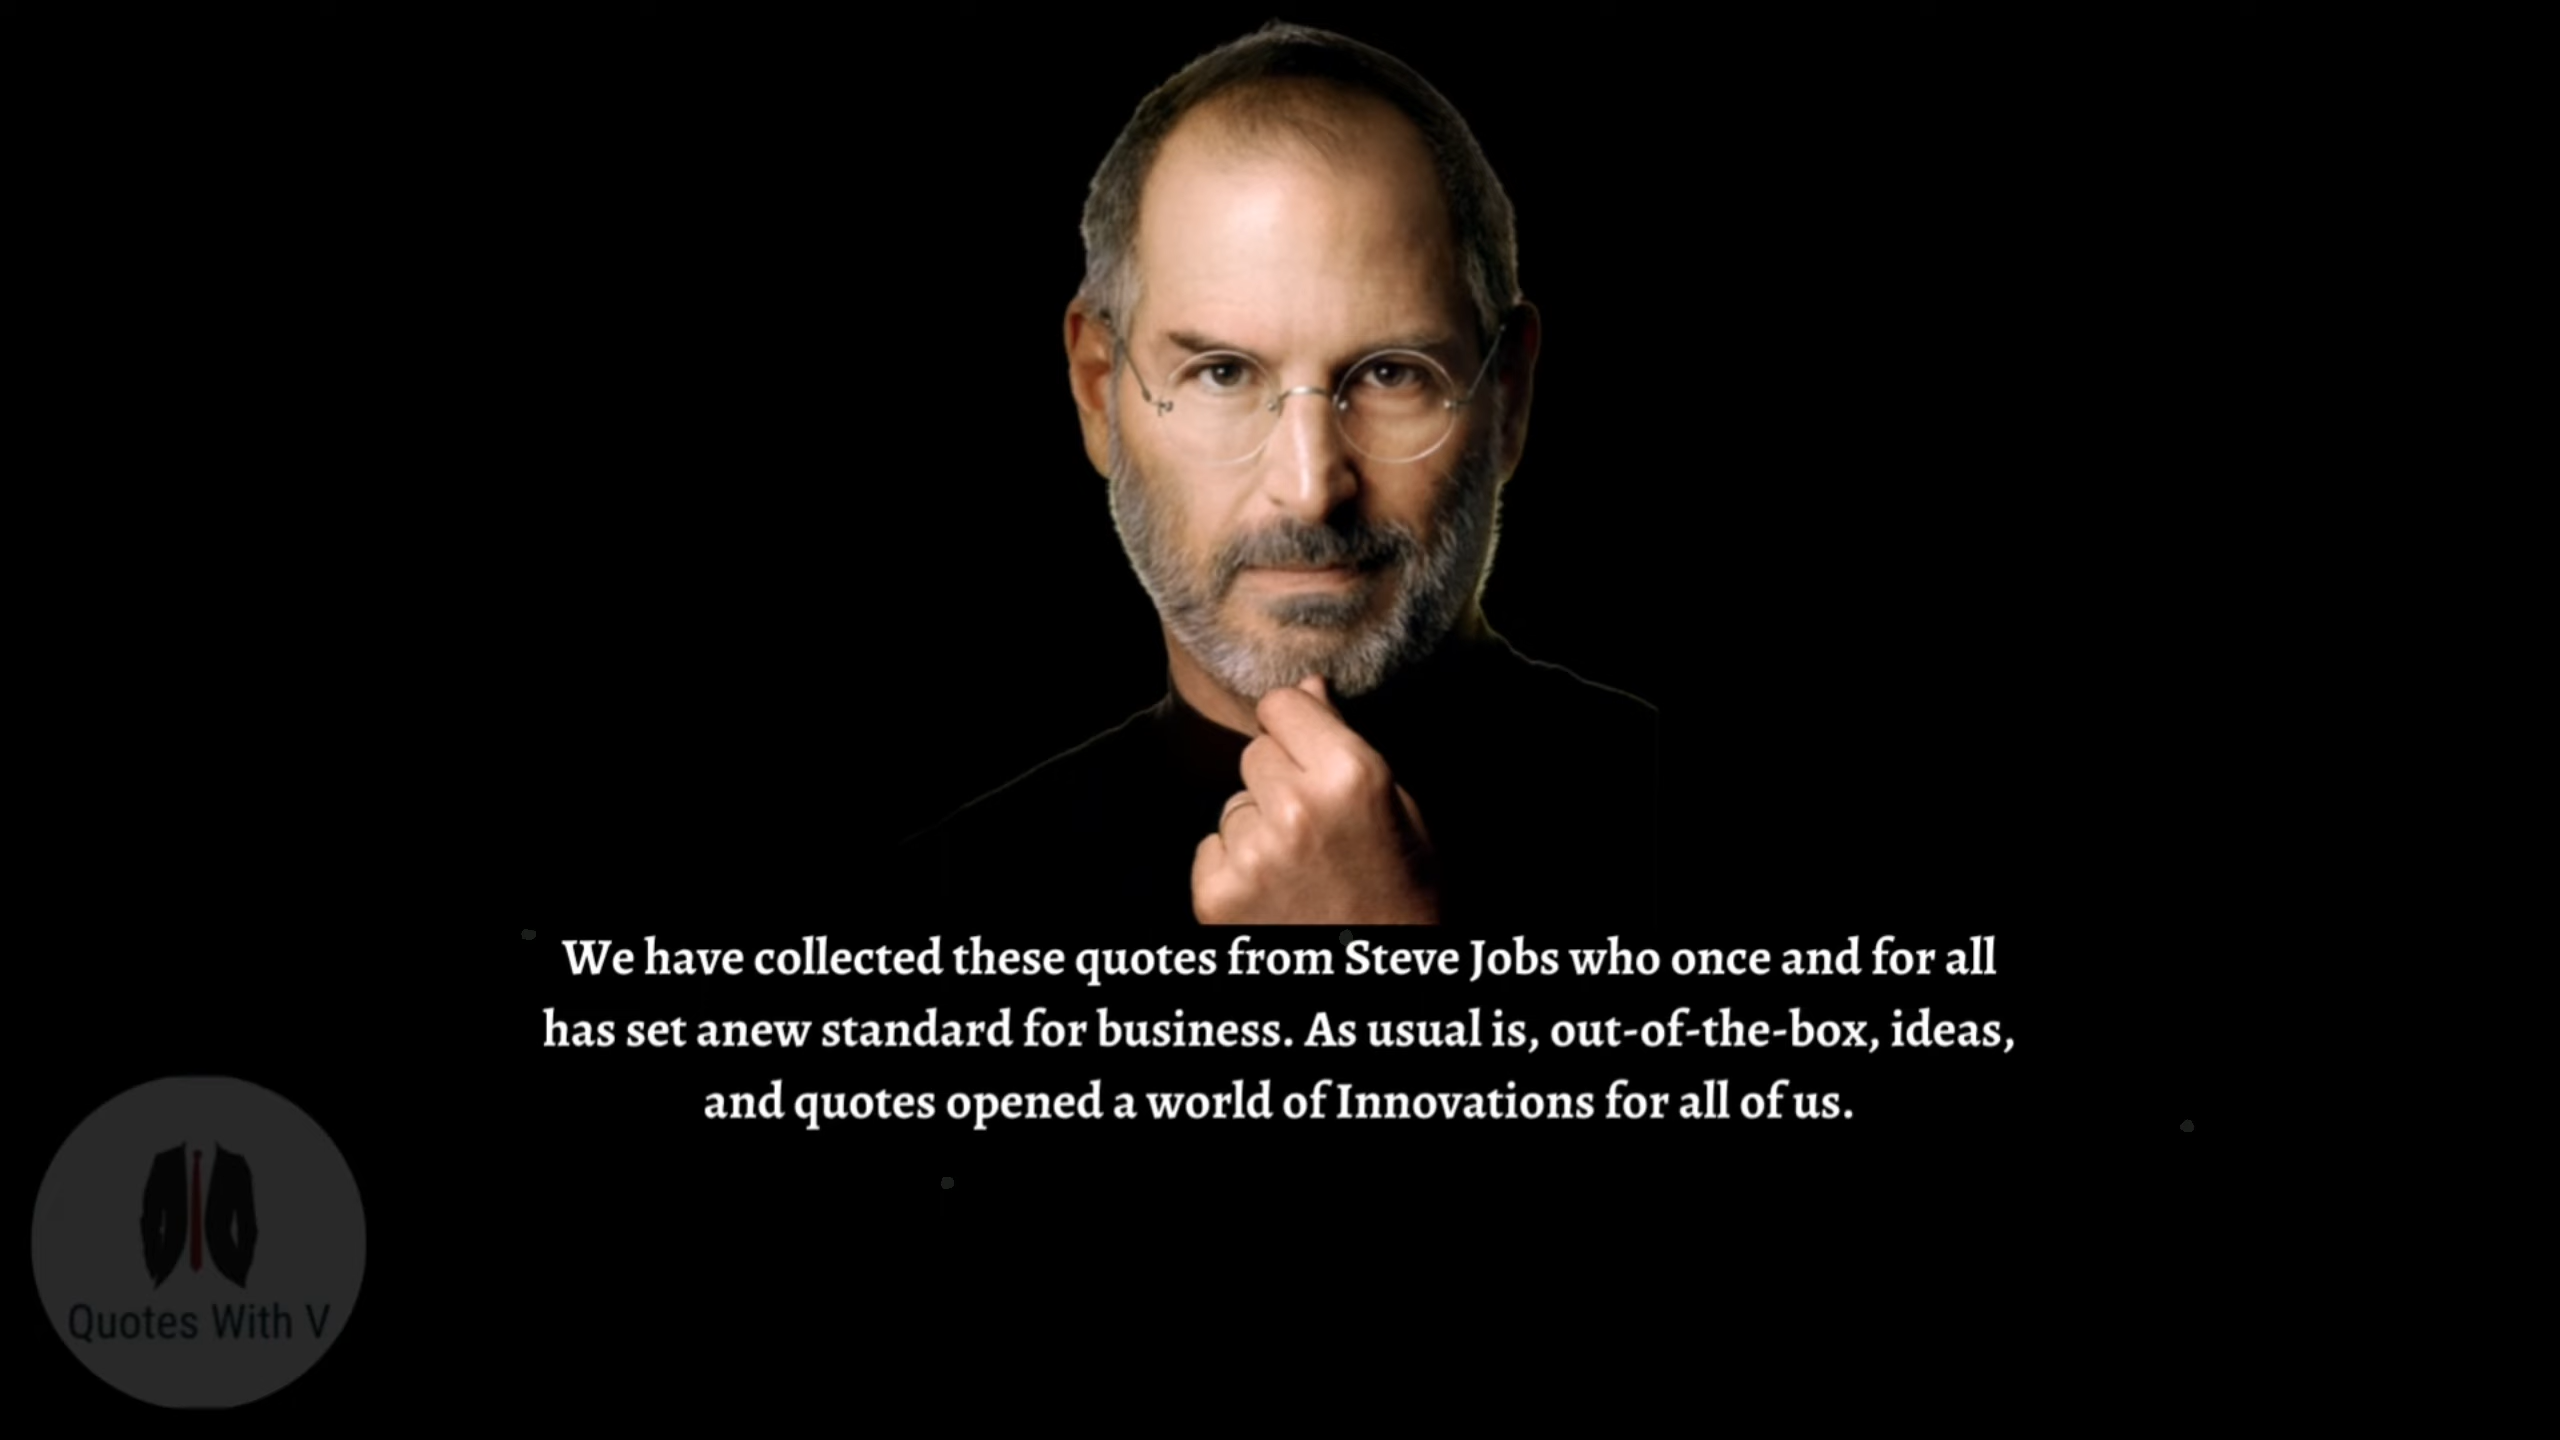 We have collected these quotes from Steve Jobs who once and for all
has set anew standard for business. As usual is, out-of-the-box, ideas,
and quotes opened a world of Innovations for all of us.
Quotes With V